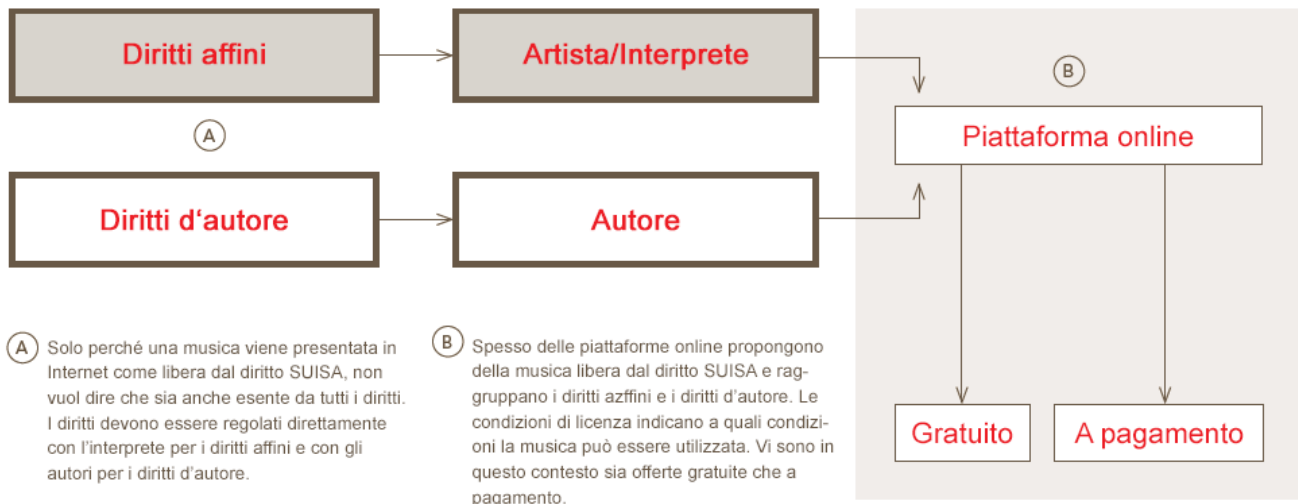 Diritti affini
Artista/Interprete
B
Piattaforma online
A
Diritti d‘autore
Autore
Gratuito
A pagamento
A
Solo perché una musica viene presentata in
Internet come libera dal diritto SUISA, non
vuol dire che sia anche esente da tutti i diritti.
I diritti devono essere regolati direttamente
con l’interprete per i diritti affini e con gli
autori per i diritti d’autore.
B
Spesso delle piattaforme online propongono
della musica libera dal diritto SUISA e rag-
gruppano i diritti azffini e i diritti d’autore. Le
condizioni di licenza indicano a quali condizi-
oni la musica può essere utilizzata. Vi sono in
questo contesto sia offerte gratuite che a
pagamento.